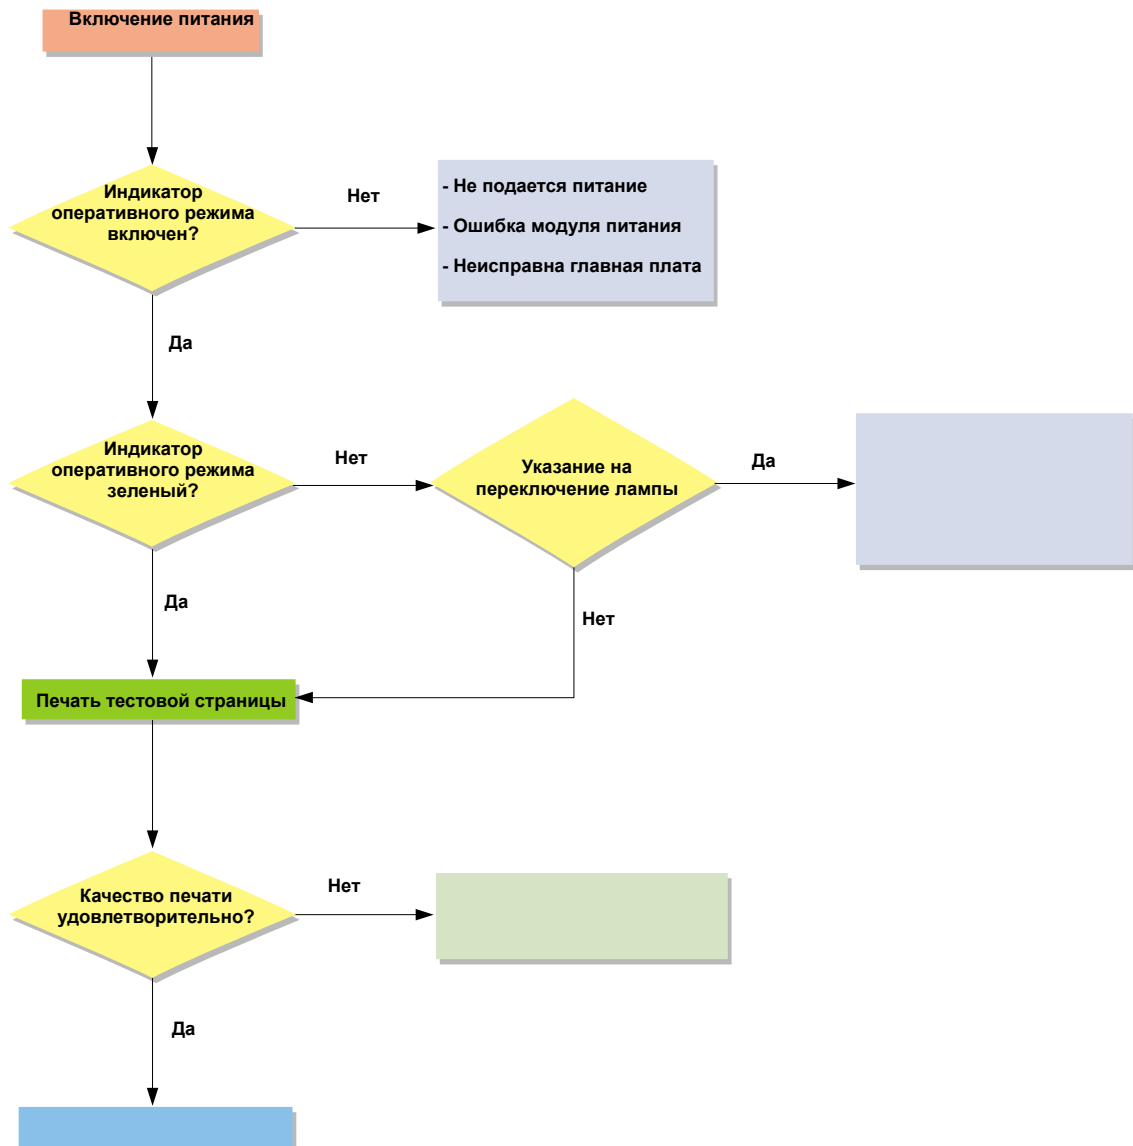 Включение питания
Индикатор
оперативного режима
включен?
Нет
- Не подается питание
- Ошибка модуля питания
- Неисправна главная плата
Да
Индикатор
оперативного режима
зеленый?
Нет
Указание на
переключение лампы
Да
Да
Нет
Печать тестовой страницы
Качество печати
удовлетворительно?
Нет
Да